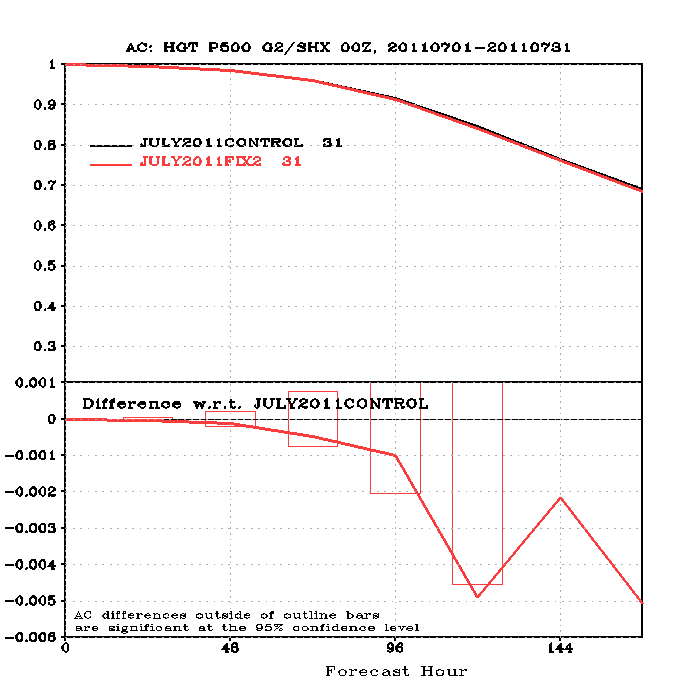 AC: HGT P500 G2/SHX 00Z, 20110701-20110731
1
0.9
JULY2011CONTROL 31
0.8
JULY2011FIX2 31
0.7
0.6
0.5
0.4
0.3
0.001
Difference w.r.t. JULY2011CONTROL
0
-0.001
-0.002
-0.003
-0.004
-0.005
AC differences outside of outline bars
are significant at the 95% confidence level
-0.006
0 48 96 144
Forecast Hour